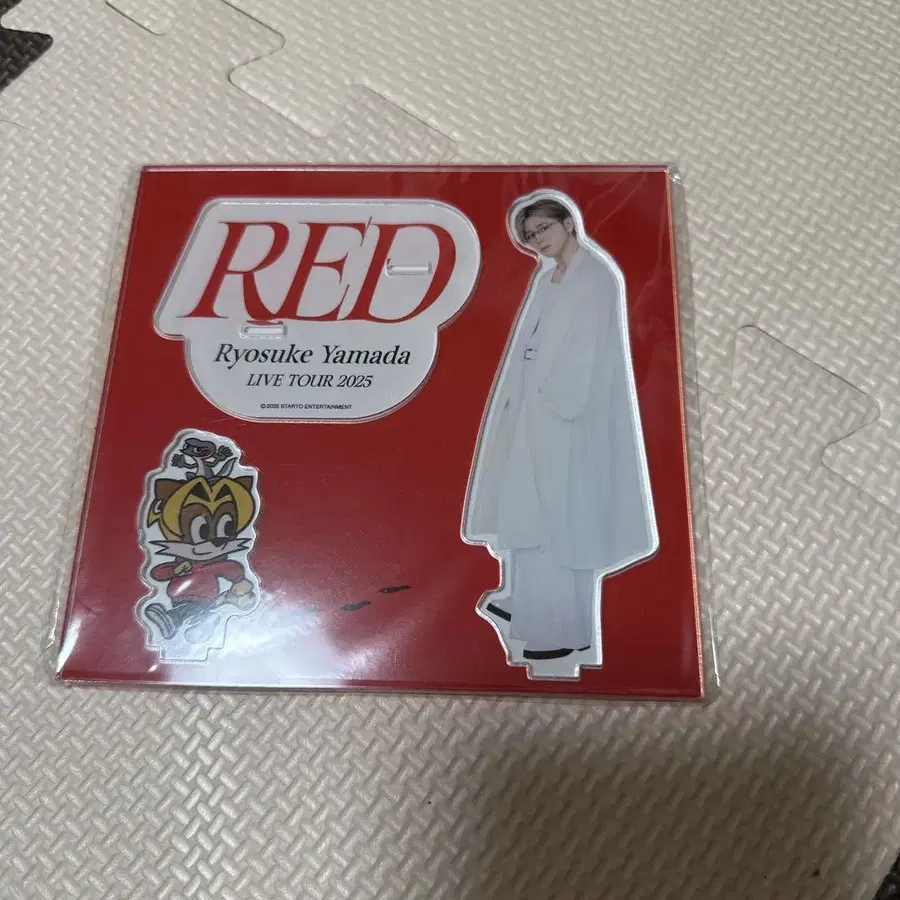 RED
Ryosuke Yamada
LIVE TOUR 2025
©2025 STARTO ENTERTAINMENT